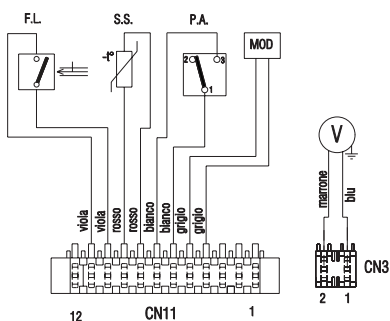 F.L. S.S. P.A.
MOD
-t°
2 3
1
V
viola
viola
rosso
rosso
bianco
bianco
grigio
grigio
marrone
blu
CN3
2 1
12 CN11 1